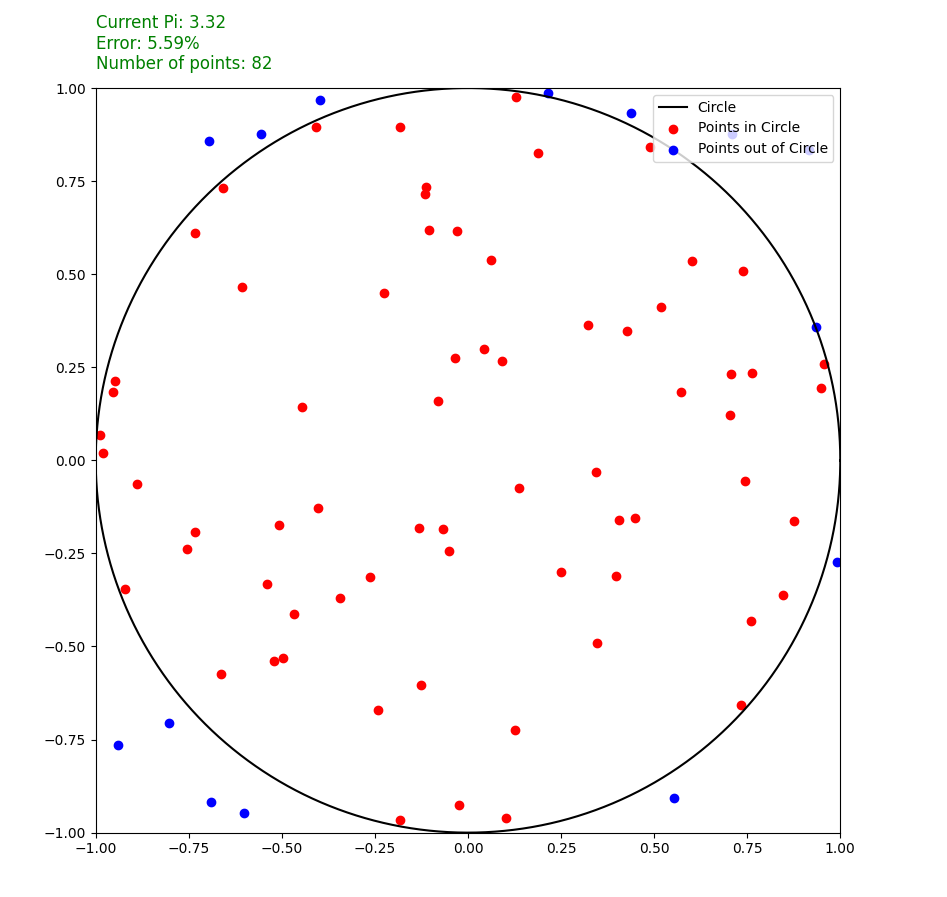 Current Pi: 3.32
Error: 5.59%
Number of points: 82
1.00
Circle
Points in Circle
Points out of Circle
0.75
0.50
0.25
0.00
−0.25
−0.50
−0.75
−1.00
−1.00 −0.75 −0.50 −0.25 0.00 0.25 0.50 0.75 1.00